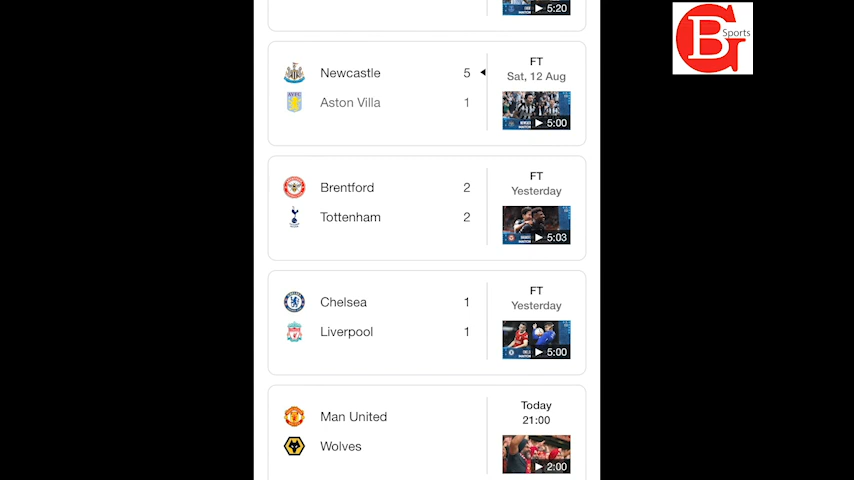 5:20
BG Sports
Newcastle 5
Aston Villa 1
FT
Sat, 12 Aug
5:00
Brentford 2
Tottenham 2
FT
Yesterday
5:03
Chelsea 1
Liverpool 1
FT
Yesterday
5:00
Man United
Wolves
Today
21:00
2:00